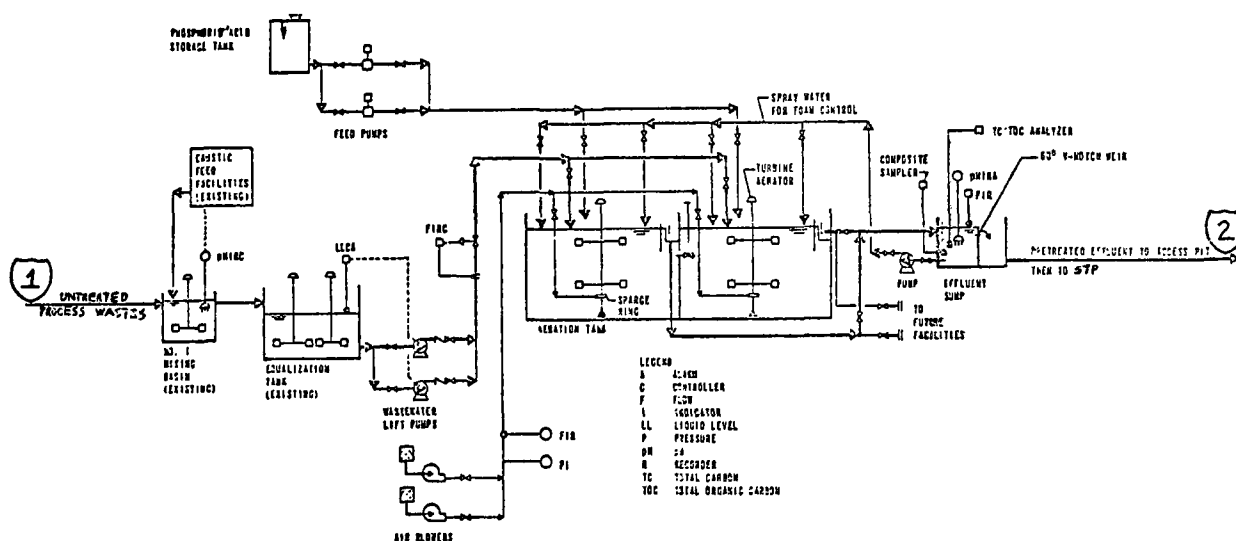 STORAGE TANK
FEED PUMPS
CAUSTIC
FEED
FACILITIES
(EXISTING)
pHIRC
1
UNTREATED
PROCESS WASTES
NO. 1
MIXING
BASIN
(EXISTING)
EQUALIZATION
TANK
(EXISTING)
WASTEWATER
LIFT PUMPS
FIRC
FIR
PI
AIR BLOWERS
SPRAY WATER
FOR FOAM CONTROL
TURBINE
AERATOR
SPARGE
RING
AERATION TANK
COMPOSITE
SAMPLER
TC-TOC ANALYZER
60° V-NOTCH WEIR
pHIRA
FIR
PUMP
EFFLUENT
SUMP
PRETREATED EFFLUENT TO ACCESS PIT
THEN TO STP
2
TO
FUTURE
FACILITIES
LEGEND
A ALARM
C CONTROLLER
F FLOW
I INDICATOR
LL LIQUID LEVEL
P PRESSURE
pH pH
R RECORDER
TC TOTAL CARBON
TOC TOTAL ORGANIC CARBON